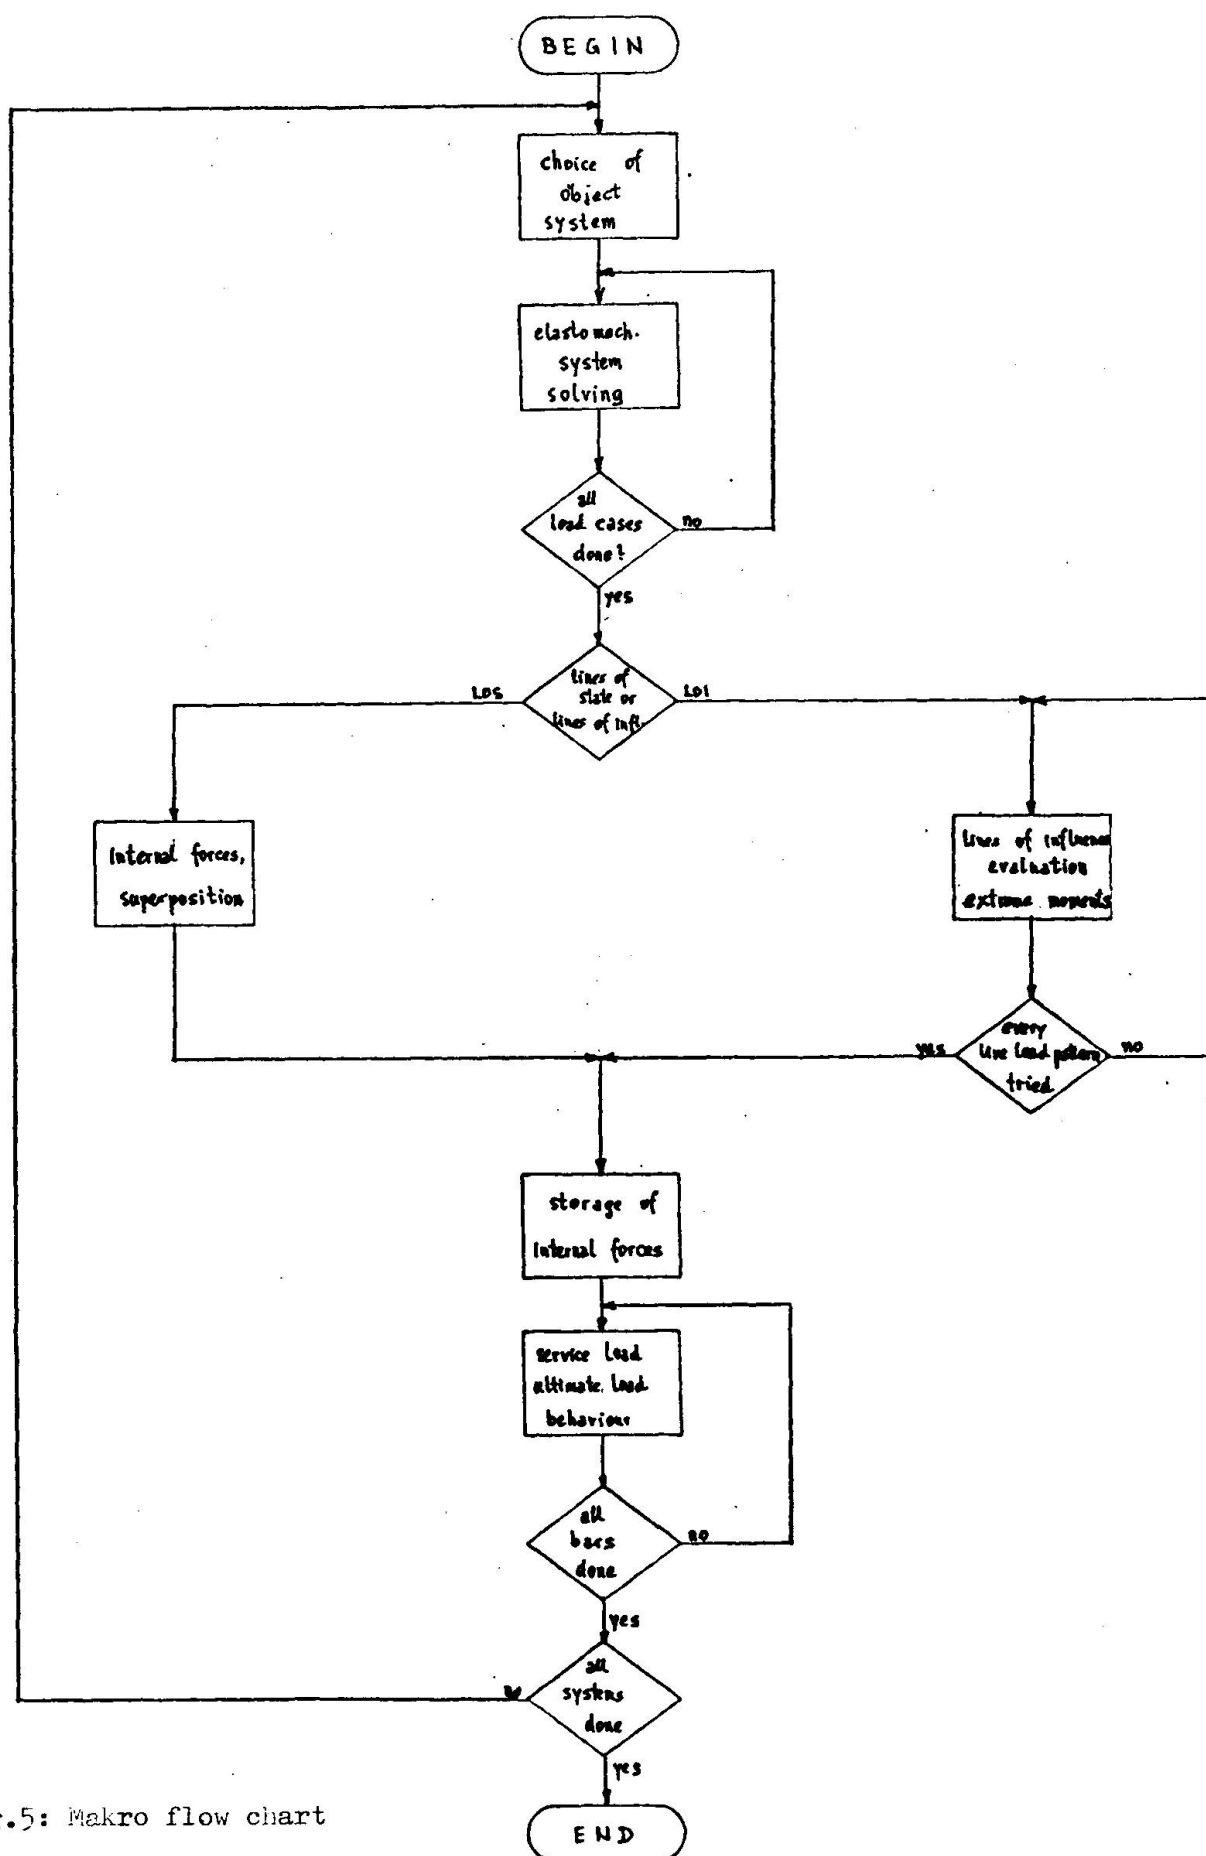 BEGIN
choice of
object
system
elastomech.
system
solving
all
load cases
done?
no
yes
lines of
state or
lines of infl.
LOS
LOI
Internal forces,
superposition
lines of influence
evaluation
extreme moments
every
live load pattern
tried
yes
no
storage of
Internal forces
service load
ultimate load
behaviour
all
bars
done
no
yes
all
systems
done
no
yes
END
.5: Makro flow chart